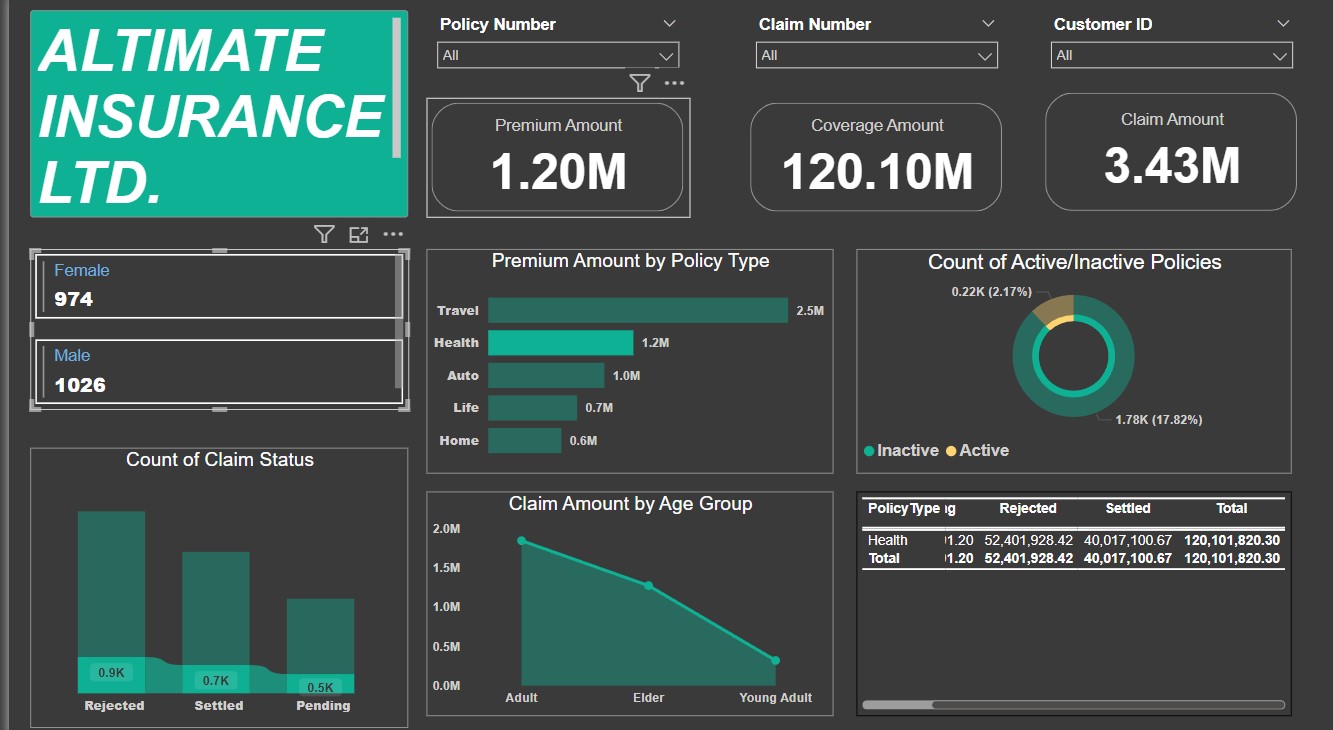 ALTIMATE
INSURANCE
LTD.
Policy Number
All
Claim Number
All
Customer ID
All
Premium Amount
1.20M
Coverage Amount
120.10M
Claim Amount
3.43M
Female
974
Male
1026
Premium Amount by Policy Type
Travel 2.5M
Health 1.2M
Auto 1.0M
Life 0.7M
Home 0.6M
Count of Active/Inactive Policies
0.22K (2.17%)
1.78K (17.82%)
Inactive Active
Count of Claim Status
0.9K 0.7K 0.5K
Rejected Settled Pending
Claim Amount by Age Group
2.0M
1.5M
1.0M
0.5M
0.0M
Adult Elder Young Adult
PolicyType ng Rejected Settled Total
Health 1.20 52,401,928.42 40,017,100.67 120,101,820.30
Total 1.20 52,401,928.42 40,017,100.67 120,101,820.30